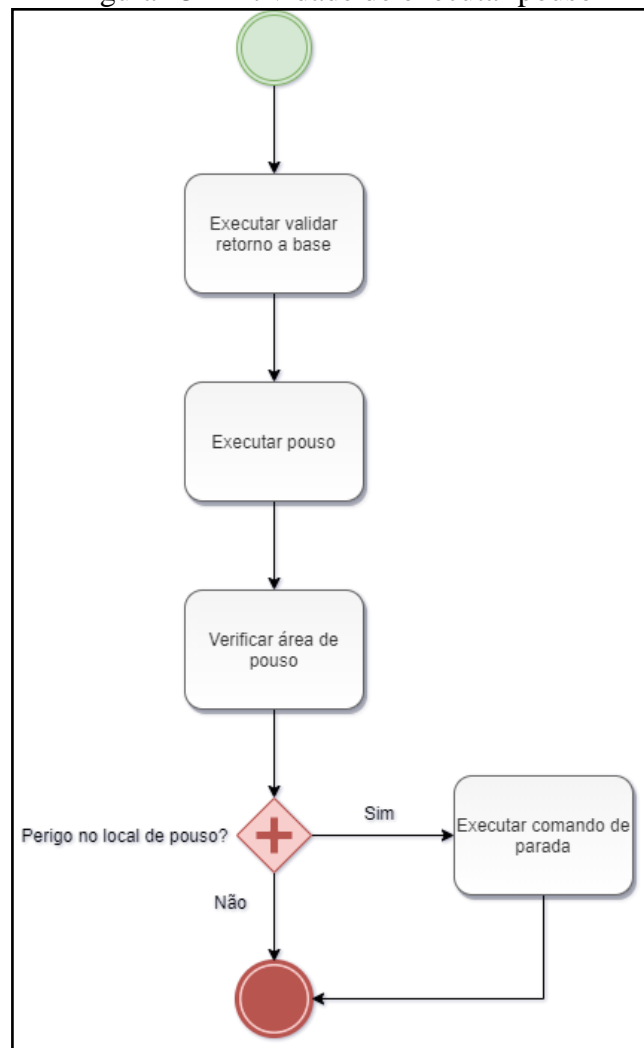 Executar validar
retorno a base
Executar pouso
Verificar área de
pouso
Perigo no local de pouso?
Sim
Executar comando de
parada
Não